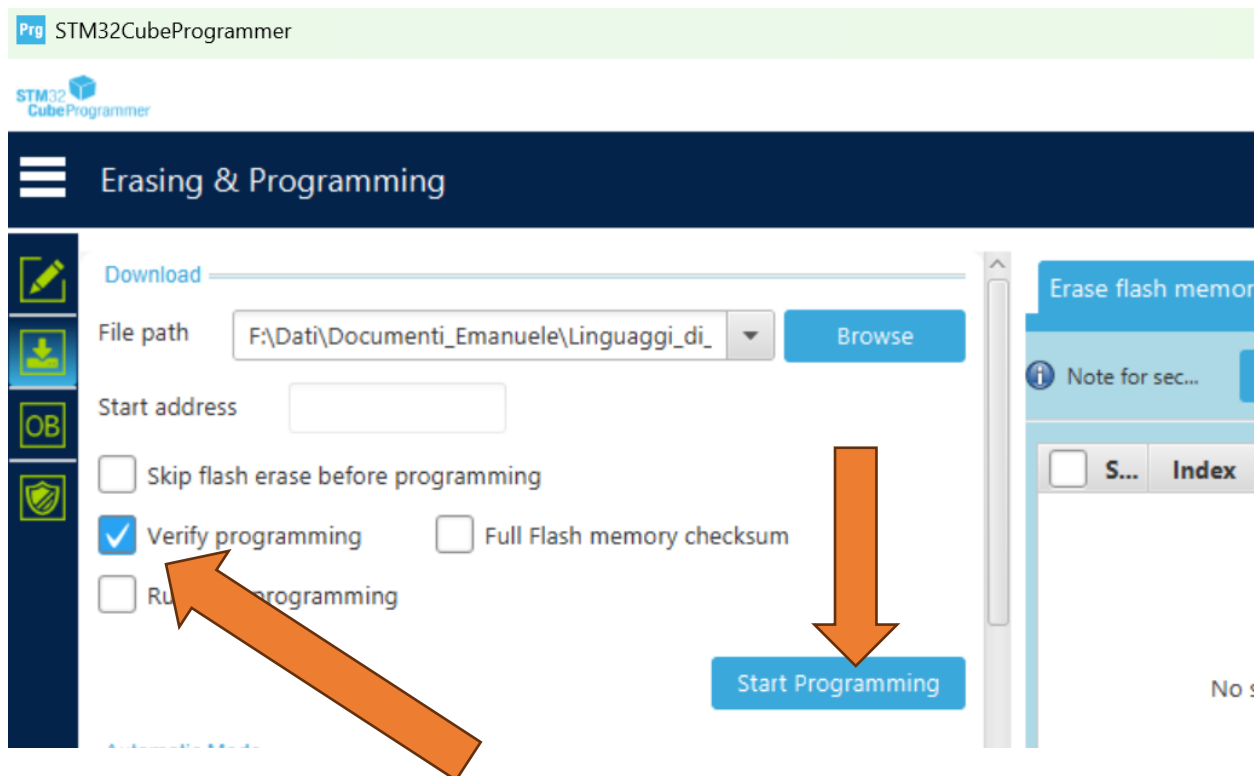 Prg STM32CubeProgrammer
STM32
CubeProgrammer
Erasing & Programming
Download
File path F:\Dati\Documenti_Emanuele\Linguaggi_di_ Browse
Start address
Skip flash erase before programming
Verify programming Full Flash memory checksum
programming
Start Programming
OB
Erase flash memor
Note for sec...
S... Index
No s